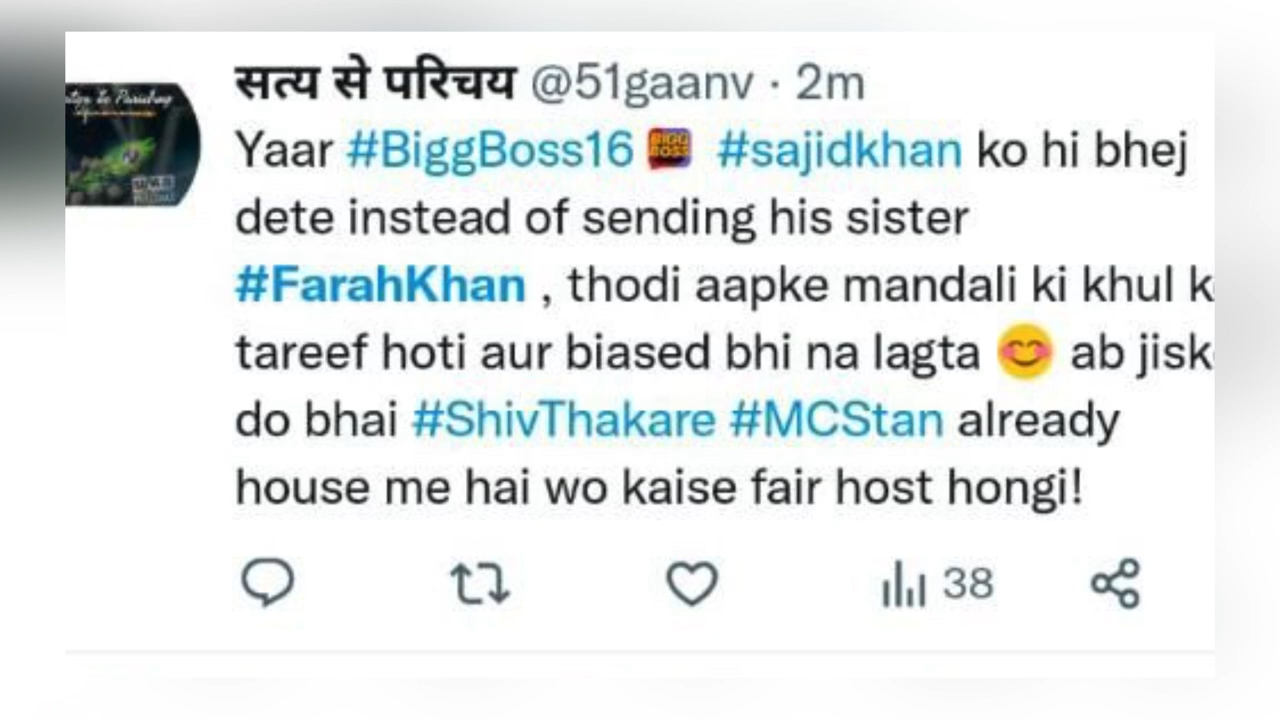 सत्य से परिचय @51gaanv · 2m
Yaar #BiggBoss16 #sajidkhan ko hi bhej
dete instead of sending his sister
#FarahKhan , thodi aapke mandali ki khul
tareef hoti aur biased bhi na lagta 😊 ab
do bhai #ShivThakare #MCStan already
house me hai wo kaise fair host hongi!
38